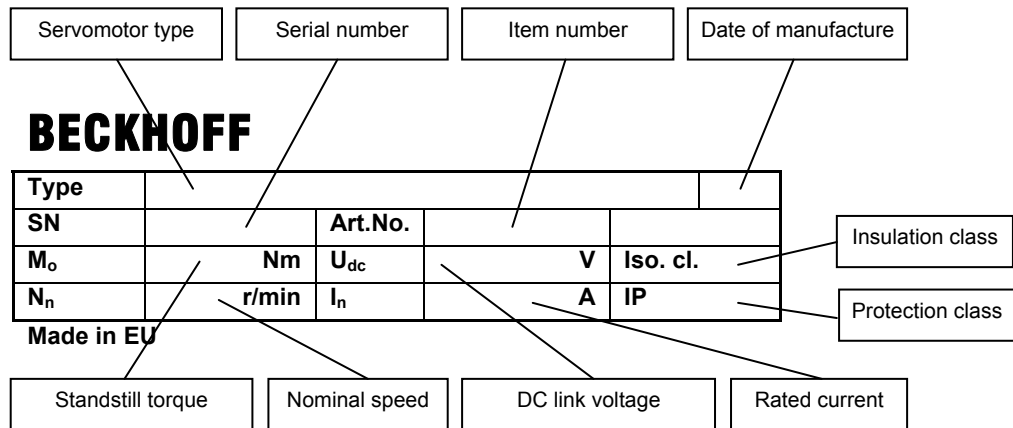 Servomotor type Serial number Item number Date of manufacture
BECKHOFF
Type
SN Art.No.
Mo Nm Udc V Iso. cl.
Insulation class
Nn r/min In A IP
Protection class
Made in EU
Standstill torque Nominal speed DC link voltage Rated current